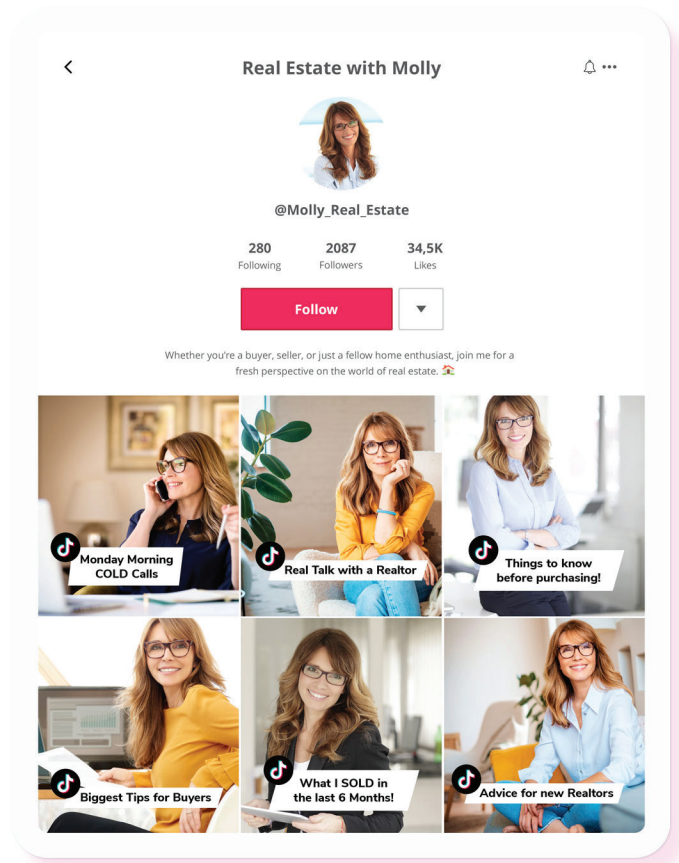 Real Estate with Molly
@Molly_Real_Estate
280 2087 34,5K
Following Followers Likes
Follow
Whether you're a buyer, seller, or just a fellow home enthusiast, join me for a
fresh perspective on the world of real estate. 🏠
Monday Morning
COLD Calls
Real Talk with a Realtor
Things to know
before purchasing!
Biggest Tips for Buyers
What I SOLD in
the last 6 Months!
Advice for new Realtors